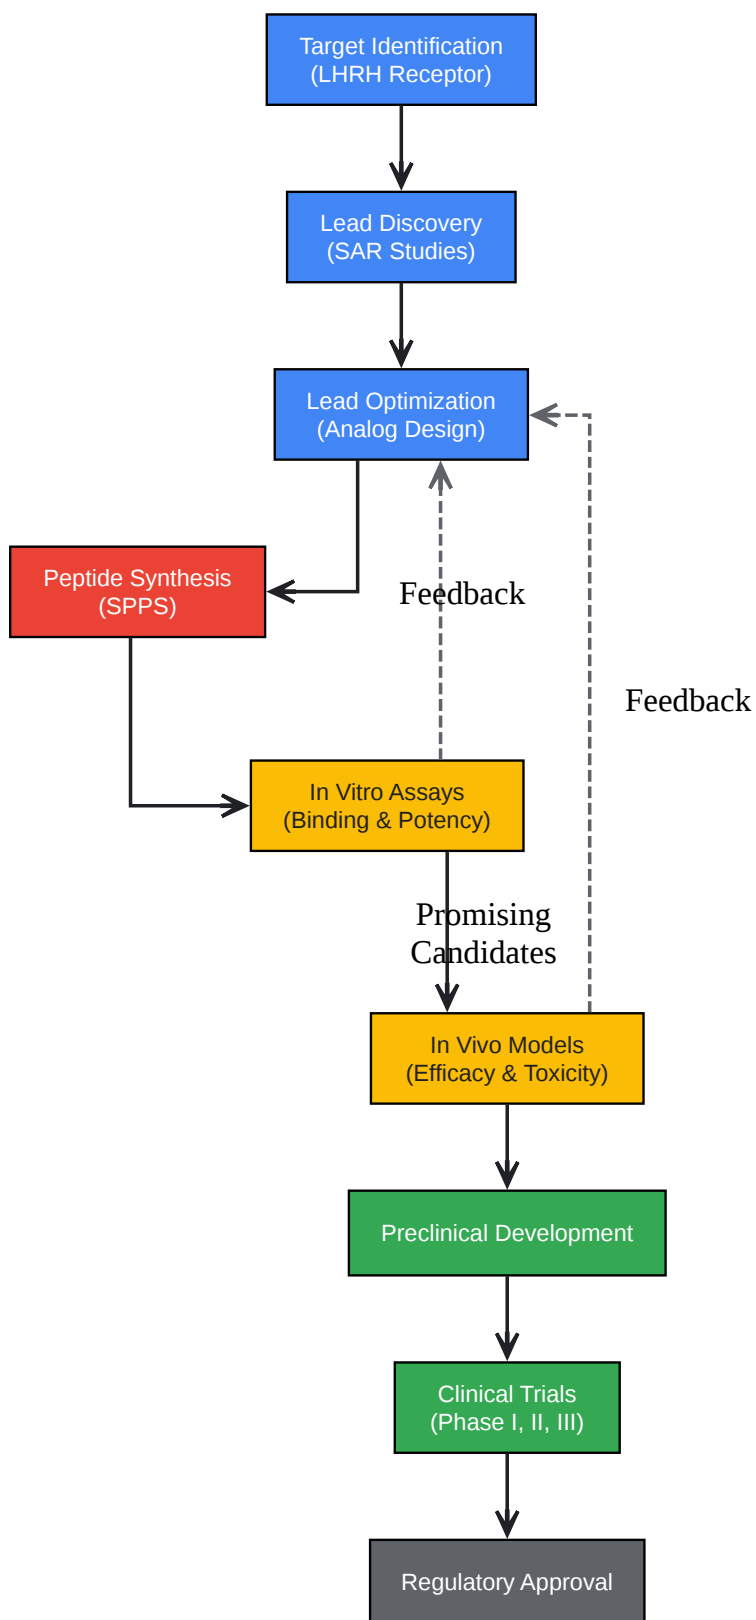 Target Identification
(LHRH Receptor)
Lead Discovery
(SAR Studies)
Lead Optimization
(Analog Design)
Peptide Synthesis
(SPPS)
Feedback
Feedback
In Vitro Assays
(Binding & Potency)
Promising
Candidates
In Vivo Models
(Efficacy & Toxicity)
Preclinical Development
Clinical Trials
(Phase I, II, III)
Regulatory Approval